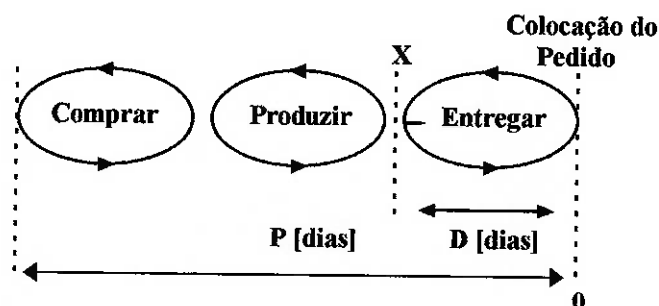 Colocação do
Pedido
X
Comprar
Produzir
Entregar
P [dias]
D [dias]
0